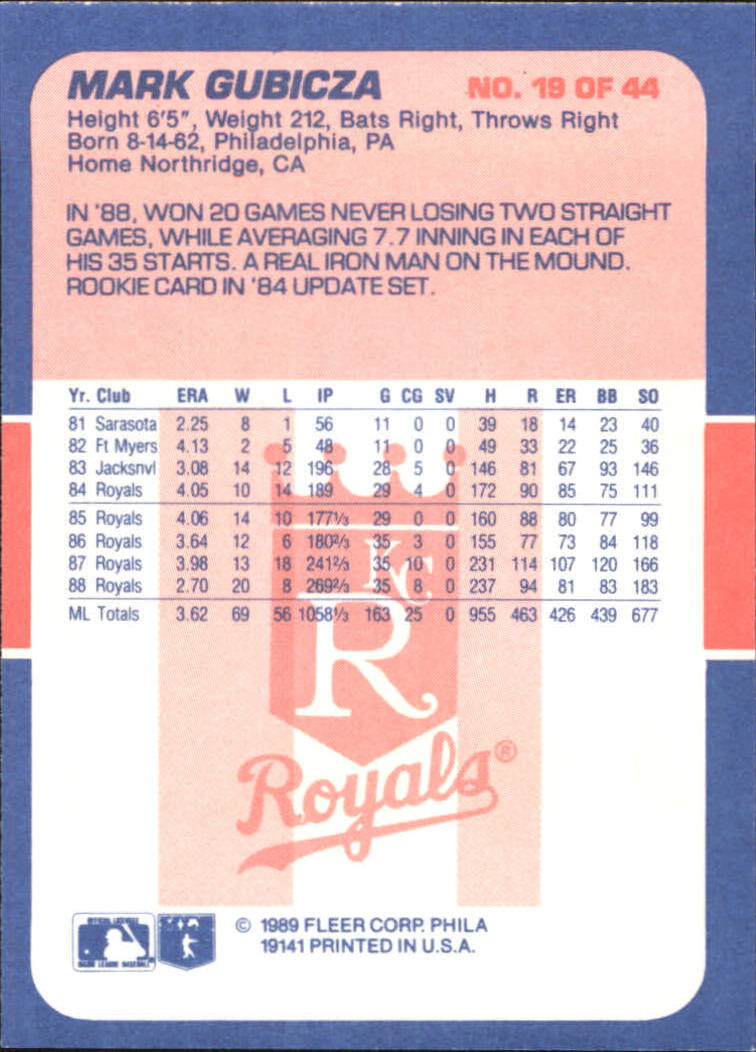 MARK GUBICZA NO. 19 OF 44
Height 6'5", Weight 212, Bats Right, Throws Right
Born 8-14-62, Philadelphia, PA
Home Northridge, CA
IN '88, WON 20 GAMES NEVER LOSING TWO STRAIGHT
GAMES, WHILE AVERAGING 7.7 INNING IN EACH OF
HIS 35 STARTS. A REAL IRON MAN ON THE MOUND.
ROOKIE CARD IN '84 UPDATE SET.
Yr. Club ERA W L IP G CG SV H R ER BB SO
81 Sarasota 2.25 8 1 56 11 0 0 39 18 14 23 40
82 Ft Myers 4.13 2 5 48 11 0 0 49 33 22 25 36
83 Jacksnvl 3.08 14 12 196 28 5 0 146 81 67 93 146
84 Royals 4.05 10 14 189 29 4 0 172 90 85 75 111
85 Royals 4.06 14 10 177⅓ 29 0 0 160 88 80 77 99
86 Royals 3.64 12 6 180⅔ 35 3 0 155 77 73 84 118
87 Royals 3.98 13 18 241⅔ 35 10 0 231 114 107 120 166
88 Royals 2.70 20 8 269⅔ 35 8 0 237 94 81 83 183
ML Totals 3.62 69 56 1058⅓ 163 25 0 955 463 426 439 677
KC
R
Royals®
OFFICIAL LICENSEE
MAJOR LEAGUE BASEBALL
© 1989 FLEER CORP. PHILA
19141 PRINTED IN U.S.A.